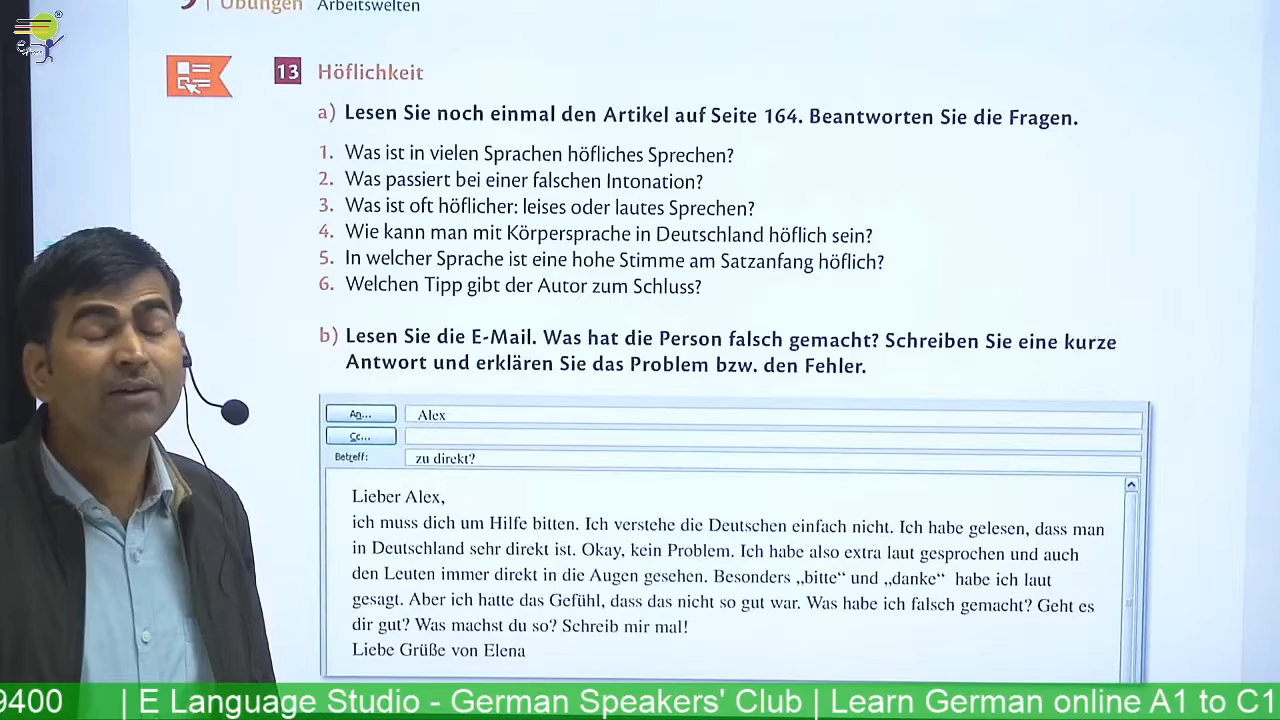 Übungen Arbeitswelten
13 Höflichkeit
a) Lesen Sie noch einmal den Artikel auf Seite 164. Beantworten Sie die Fragen.
1. Was ist in vielen Sprachen höfliches Sprechen?
2. Was passiert bei einer falschen Intonation?
3. Was ist oft höflicher: leises oder lautes Sprechen?
4. Wie kann man mit Körpersprache in Deutschland höflich sein?
5. In welcher Sprache ist eine hohe Stimme am Satzanfang höflich?
6. Welchen Tipp gibt der Autor zum Schluss?
b) Lesen Sie die E-Mail. Was hat die Person falsch gemacht? Schreiben Sie eine kurze
Antwort und erklären Sie das Problem bzw. den Fehler.
An... Alex
Cc...
Betreff: zu direkt?
Lieber Alex,
ich muss dich um Hilfe bitten. Ich verstehe die Deutschen einfach nicht. Ich habe gelesen, dass man
in Deutschland sehr direkt ist. Okay, kein Problem. Ich habe also extra laut gesprochen und auch
den Leuten immer direkt in die Augen gesehen. Besonders „bitte“ und „danke“ habe ich laut
gesagt. Aber ich hatte das Gefühl, dass das nicht so gut war. Was habe ich falsch gemacht? Geht es
dir gut? Was machst du so? Schreib mir mal!
Liebe Grüße von Elena
9400 | E Language Studio - German Speakers' Club | Learn German online A1 to C1